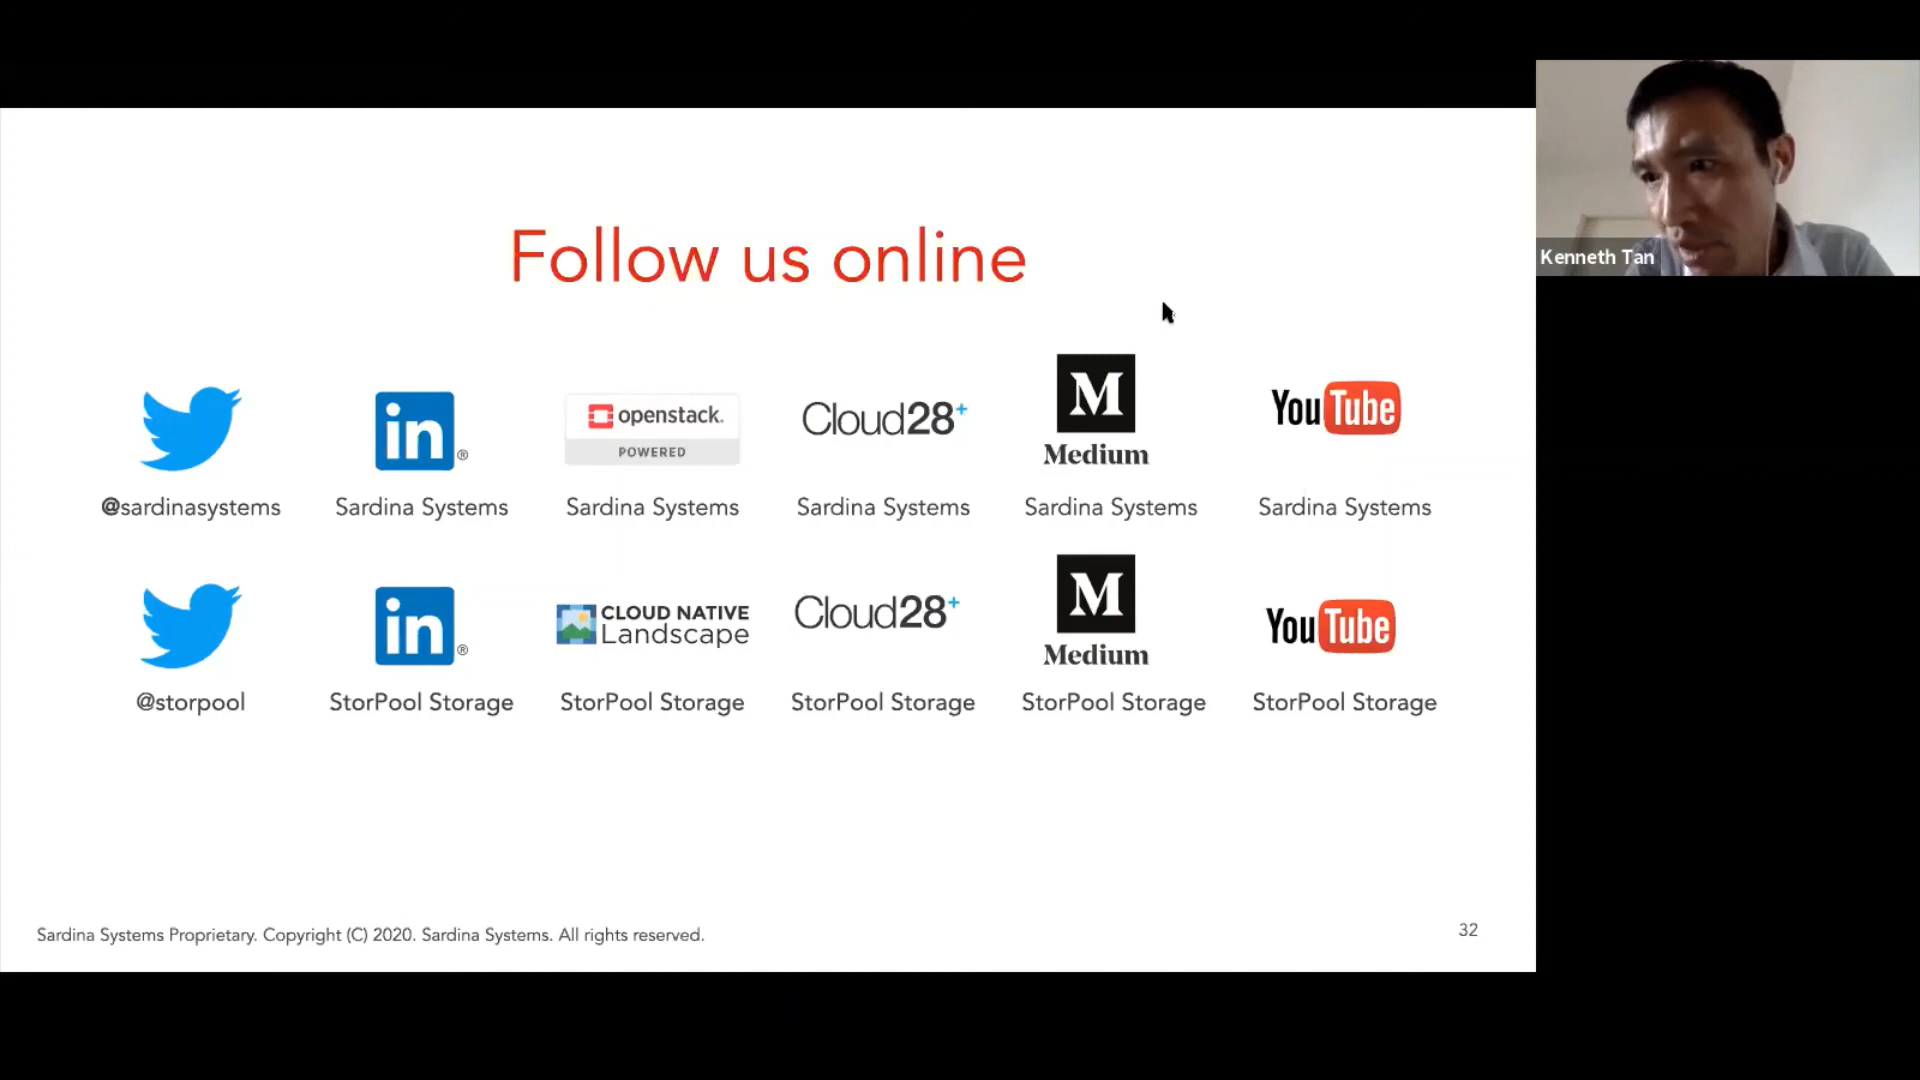 Kenneth Tan
Follow us online
in®
openstack.
POWERED
Cloud28+
M
Medium
YouTube
@sardinasystems
Sardina Systems
Sardina Systems
Sardina Systems
Sardina Systems
Sardina Systems
in®
CLOUD NATIVE
Landscape
Cloud28+
M
Medium
YouTube
@storpool
StorPool Storage
StorPool Storage
StorPool Storage
StorPool Storage
StorPool Storage
Sardina Systems Proprietary. Copyright (C) 2020. Sardina Systems. All rights reserved.
32